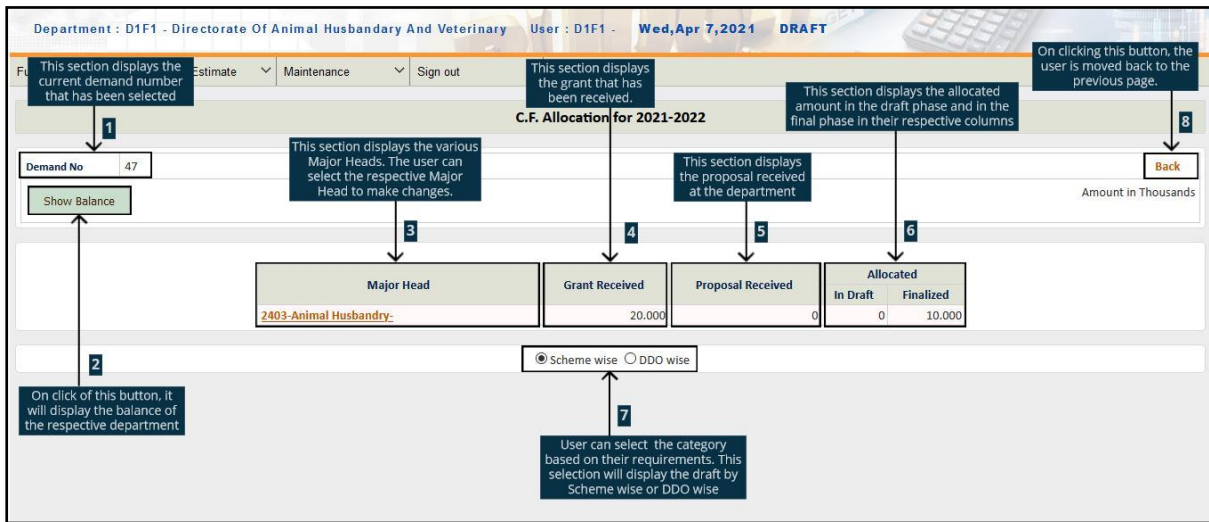 Department : D1F1 - Directorate Of Animal Husbandary And Veterinary User : D1F1 - Wed,Apr 7,2021 DRAFT
Estimate Maintenance Sign out
This section displays the
current demand number
that has been selected
1
This section displays
the grant that has
been received.
This section displays the allocated
amount in the draft phase and in the
final phase in their respective columns
On clicking this button, the
user is moved back to the
previous page.
8
C.F. Allocation for 2021-2022
Demand No 47
Show Balance
This section displays the various
Major Heads. The user can
select the respective Major
Head to make changes.
3
4
This section displays
the proposal received
at the department
5
6
Back
Amount in Thousands
Major Head Grant Received Proposal Received Allocated
In Draft Finalized
2403-Animal Husbandry- 20.000 0 0 10.000
Scheme wise DDO wise
2
On click of this button, it
will display the balance of
the respective department
7
User can select the category
based on their requirements. This
selection will display the draft by
Scheme wise or DDO wise